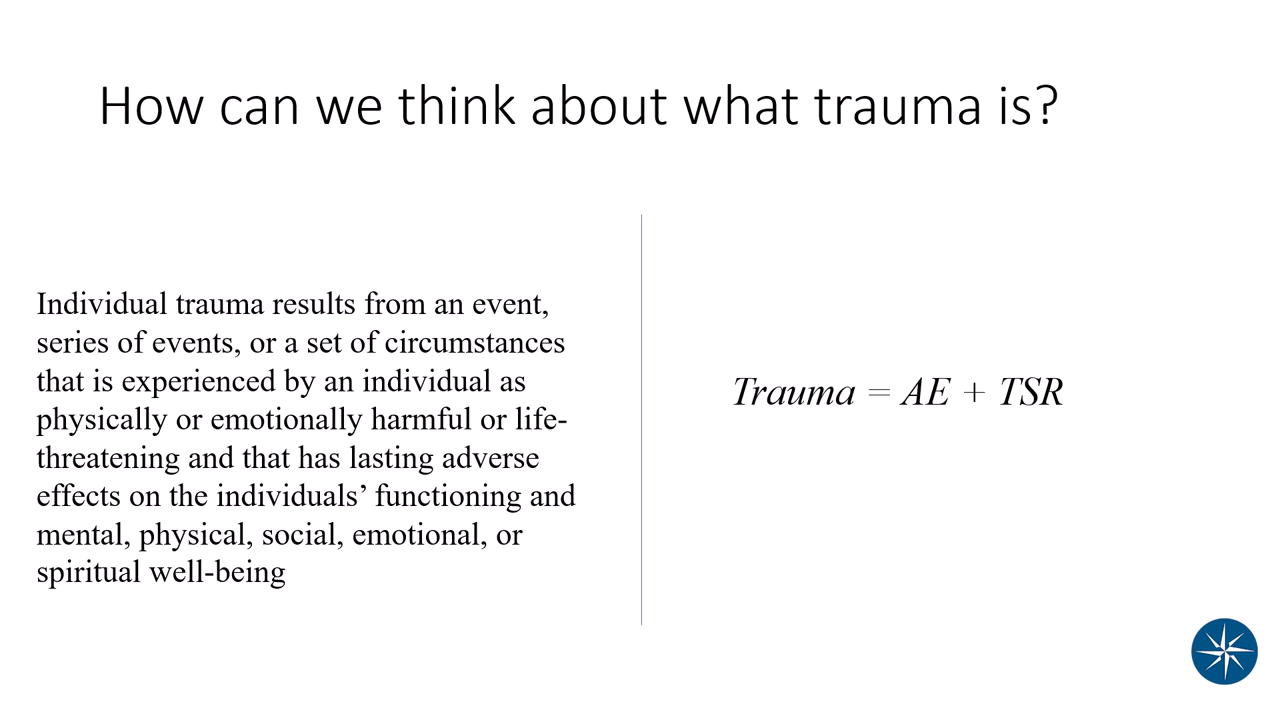 How can we think about what trauma is?
Individual trauma results from an event,
series of events, or a set of circumstances
that is experienced by an individual as
physically or emotionally harmful or life-
threatening and that has lasting adverse
effects on the individuals’ functioning and
mental, physical, social, emotional, or
spiritual well-being
Trauma = AE + TSR